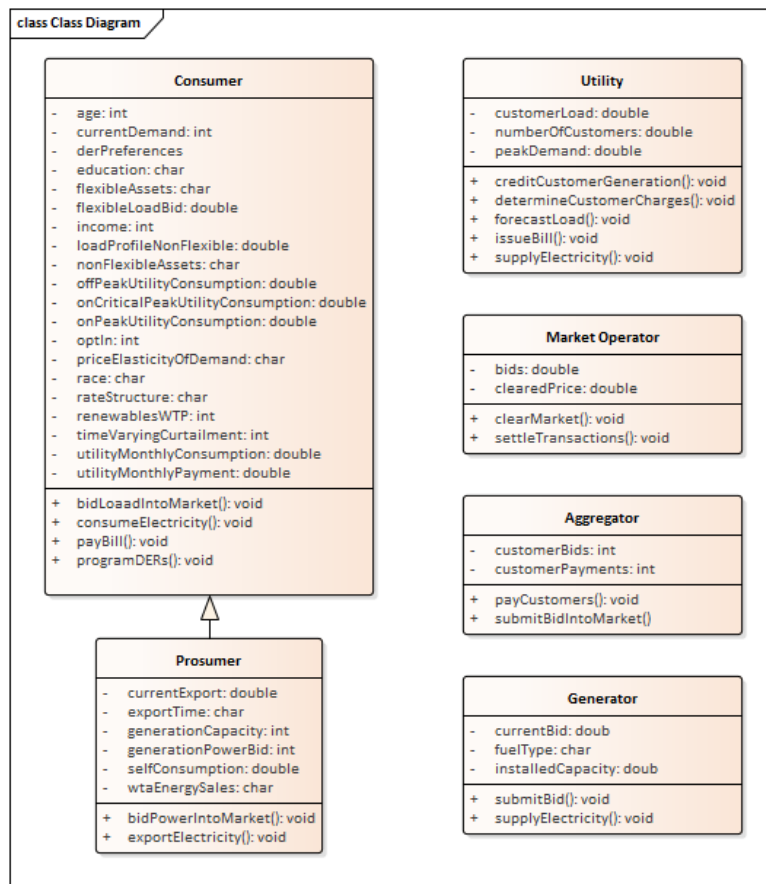 class Class Diagram
Consumer
- age: int
- currentDemand: int
- derPreferences
- education: char
- flexibleAssets: char
- flexibleLoadBid: double
- income: int
- loadProfileNonFlexible: double
- nonFlexibleAssets: char
- offPeakUtilityConsumption: double
- onCriticalPeakUtilityConsumption: double
- onPeakUtilityConsumption: double
- optIn: int
- priceElasticityOfDemand: char
- race: char
- rateStructure: char
- renewablesWTP: int
- timeVaryingCurtailment: int
- utilityMonthlyConsumption: double
- utilityMonthlyPayment: double
+ bidLoaadIntoMarket(): void
+ consumeElectricity(): void
+ payBill(): void
+ programDERs(): void
Prosumer
- currentExport: double
- exportTime: char
- generationCapacity: int
- generationPowerBid: int
- selfConsumption: double
- wtaEnergySales: char
+ bidPowerIntoMarket(): void
+ exportElectricity(): void
Utility
- customerLoad: double
- numberOfCustomers: double
- peakDemand: double
+ creditCustomerGeneration(): void
+ determineCustomerCharges(): void
+ forecastLoad(): void
+ issueBill(): void
+ supplyElectricity(): void
Market Operator
- bids: double
- clearedPrice: double
+ clearMarket(): void
+ settleTransactions(): void
Aggregator
- customerBids: int
- customerPayments: int
+ payCustomers(): void
+ submitBidIntoMarket()
Generator
- currentBid: doub
- fuelType: char
- installedCapacity: doub
+ submitBid(): void
+ supplyElectricity(): void